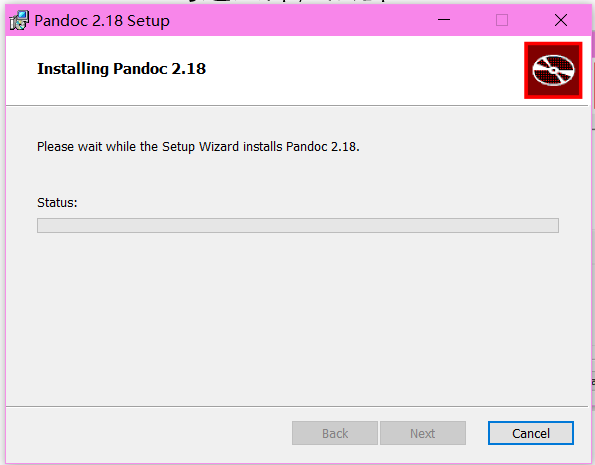 Pandoc 2.18 Setup
Installing Pandoc 2.18
Please wait while the Setup Wizard installs Pandoc 2.18.
Status:
Back
Next
Cancel